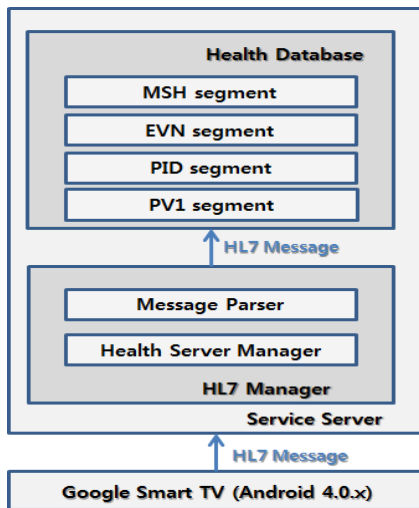 Health Database
MSH segment
EVN segment
PID segment
PV1 segment
HL7 Message
Message Parser
Health Server Manager
HL7 Manager
Service Server
HL7 Message
Google Smart TV (Android 4.0.x)